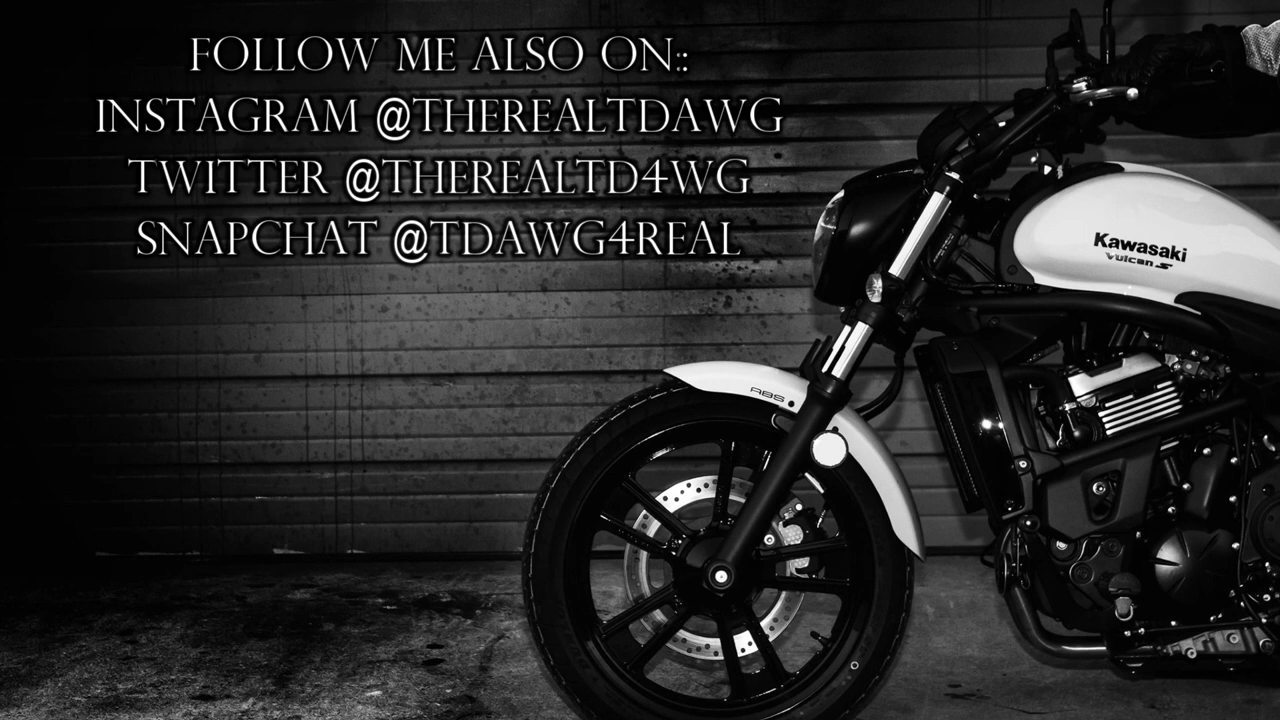 FOLLOW ME ALSO ON::
INSTAGRAM @THEREALTDAWG
TWITTER @THEREALTD4WG
SNAPCHAT @TDAWG4REAL
Kawasaki
Vulcan S
ABS